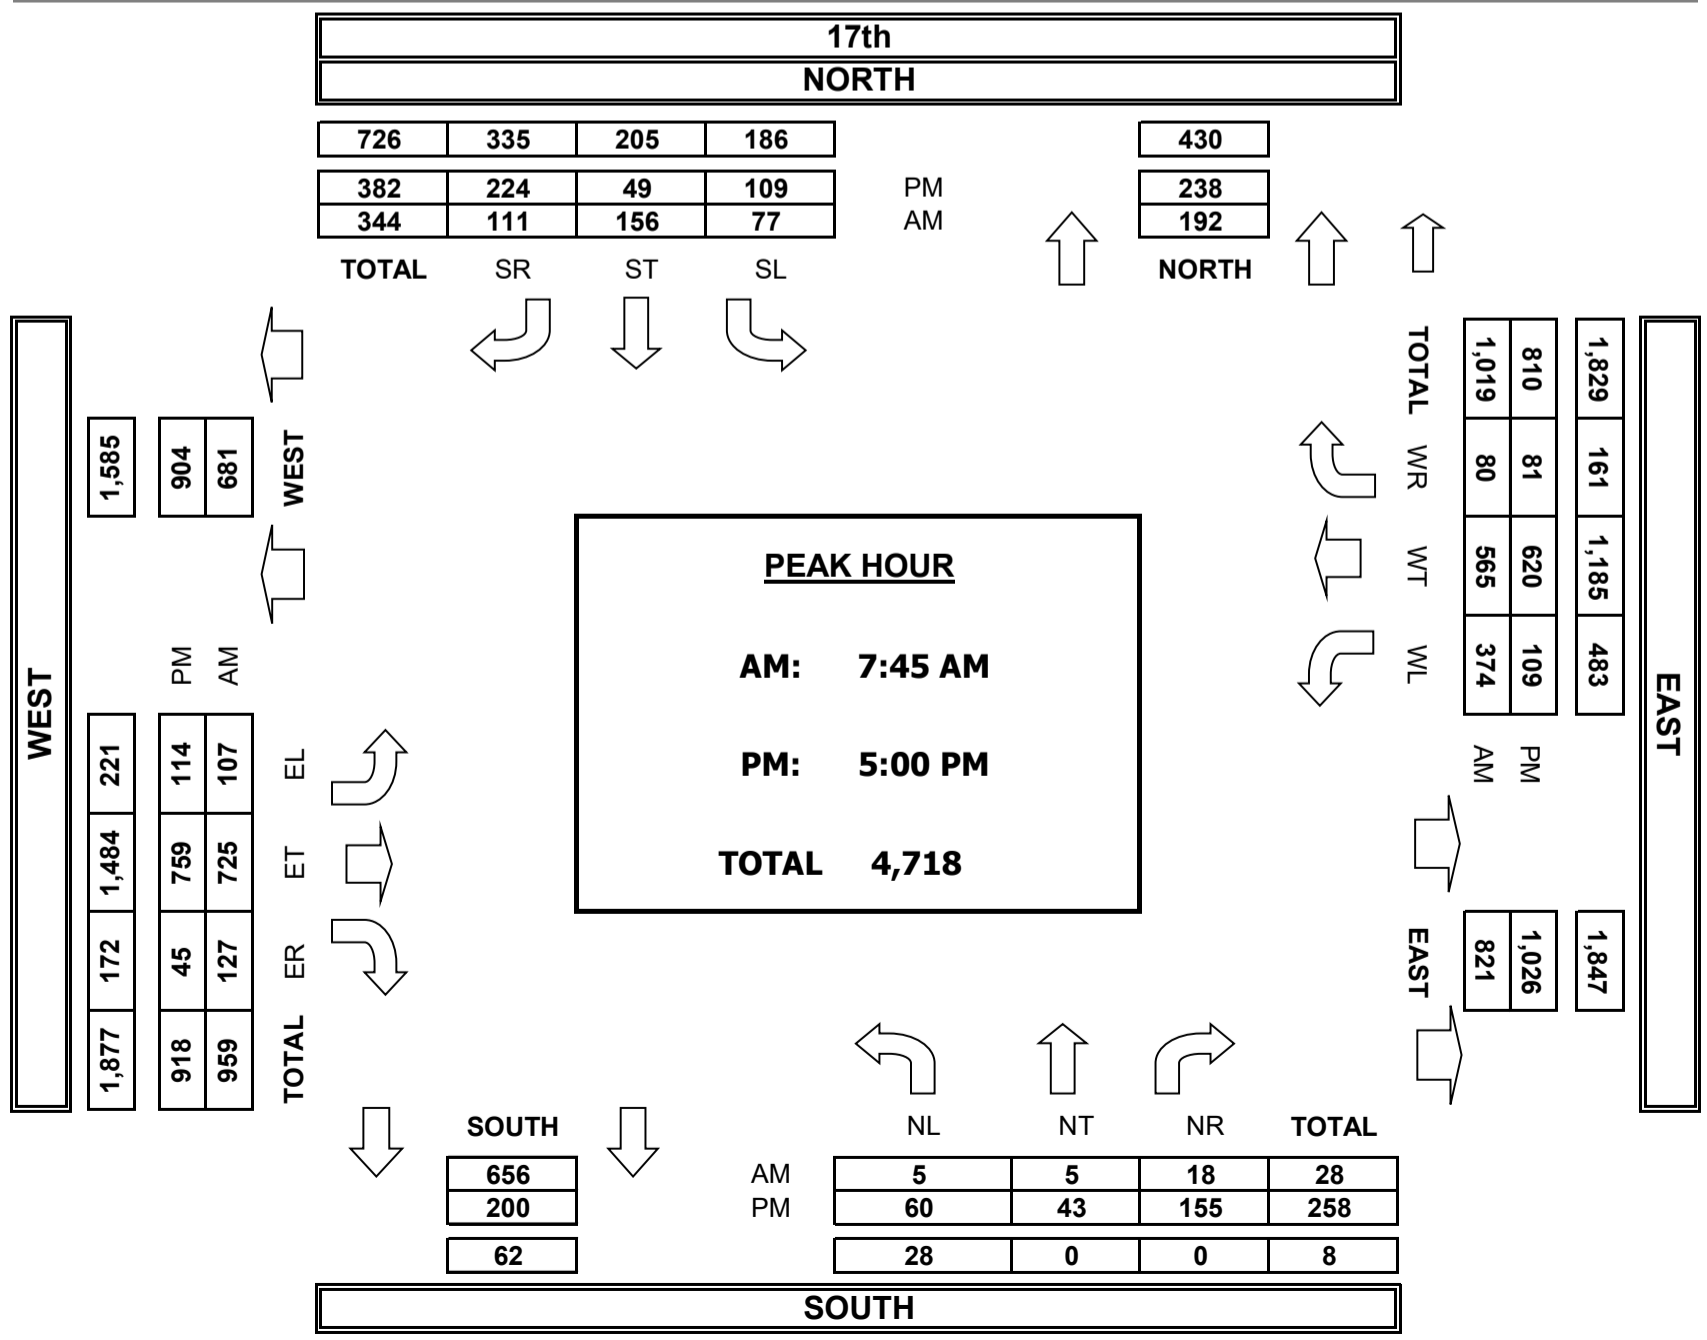 17th
NORTH
726 335 205 186
430
382 224 49 109 PM 238
344 111 156 77 AM 192
TOTAL SR ST SL NORTH
WEST
1,585
904
681
WEST
PM
AM
221 1,484 172 1,877
114 759 45 918
107 725 127 959
EL ET ER TOTAL
PEAK HOUR
AM: 7:45 AM
PM: 5:00 PM
TOTAL 4,718
TOTAL WR WT WL
1,019 80 565 374 AM
810 81 620 109 PM
1,829 161 1,185 483
EAST
821
1,026
1,847
EAST
SOUTH NL NT NR TOTAL
656 AM 5 5 18 28
200 PM 60 43 155 258
62 28 0 0 8
SOUTH